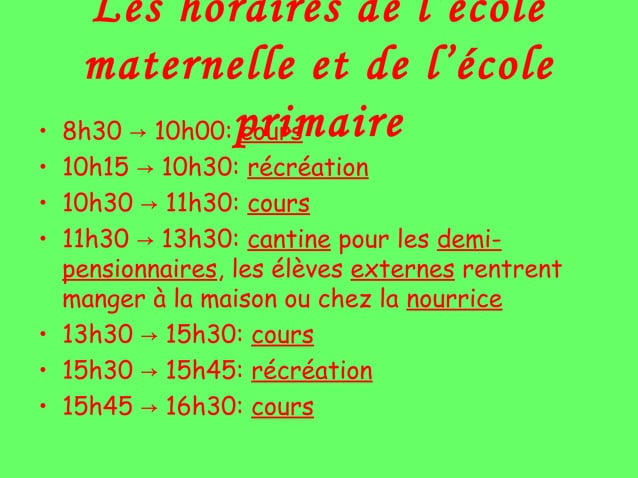 Les horaires de l’école
maternelle et de l’école
primaire
• 8h30 → 10h00: cours
• 10h15 → 10h30: récréation
• 10h30 → 11h30: cours
• 11h30 → 13h30: cantine pour les demi-
pensionnaires, les élèves externes rentrent
manger à la maison ou chez la nourrice
• 13h30 → 15h30: cours
• 15h30 → 15h45: récréation
• 15h45 → 16h30: cours